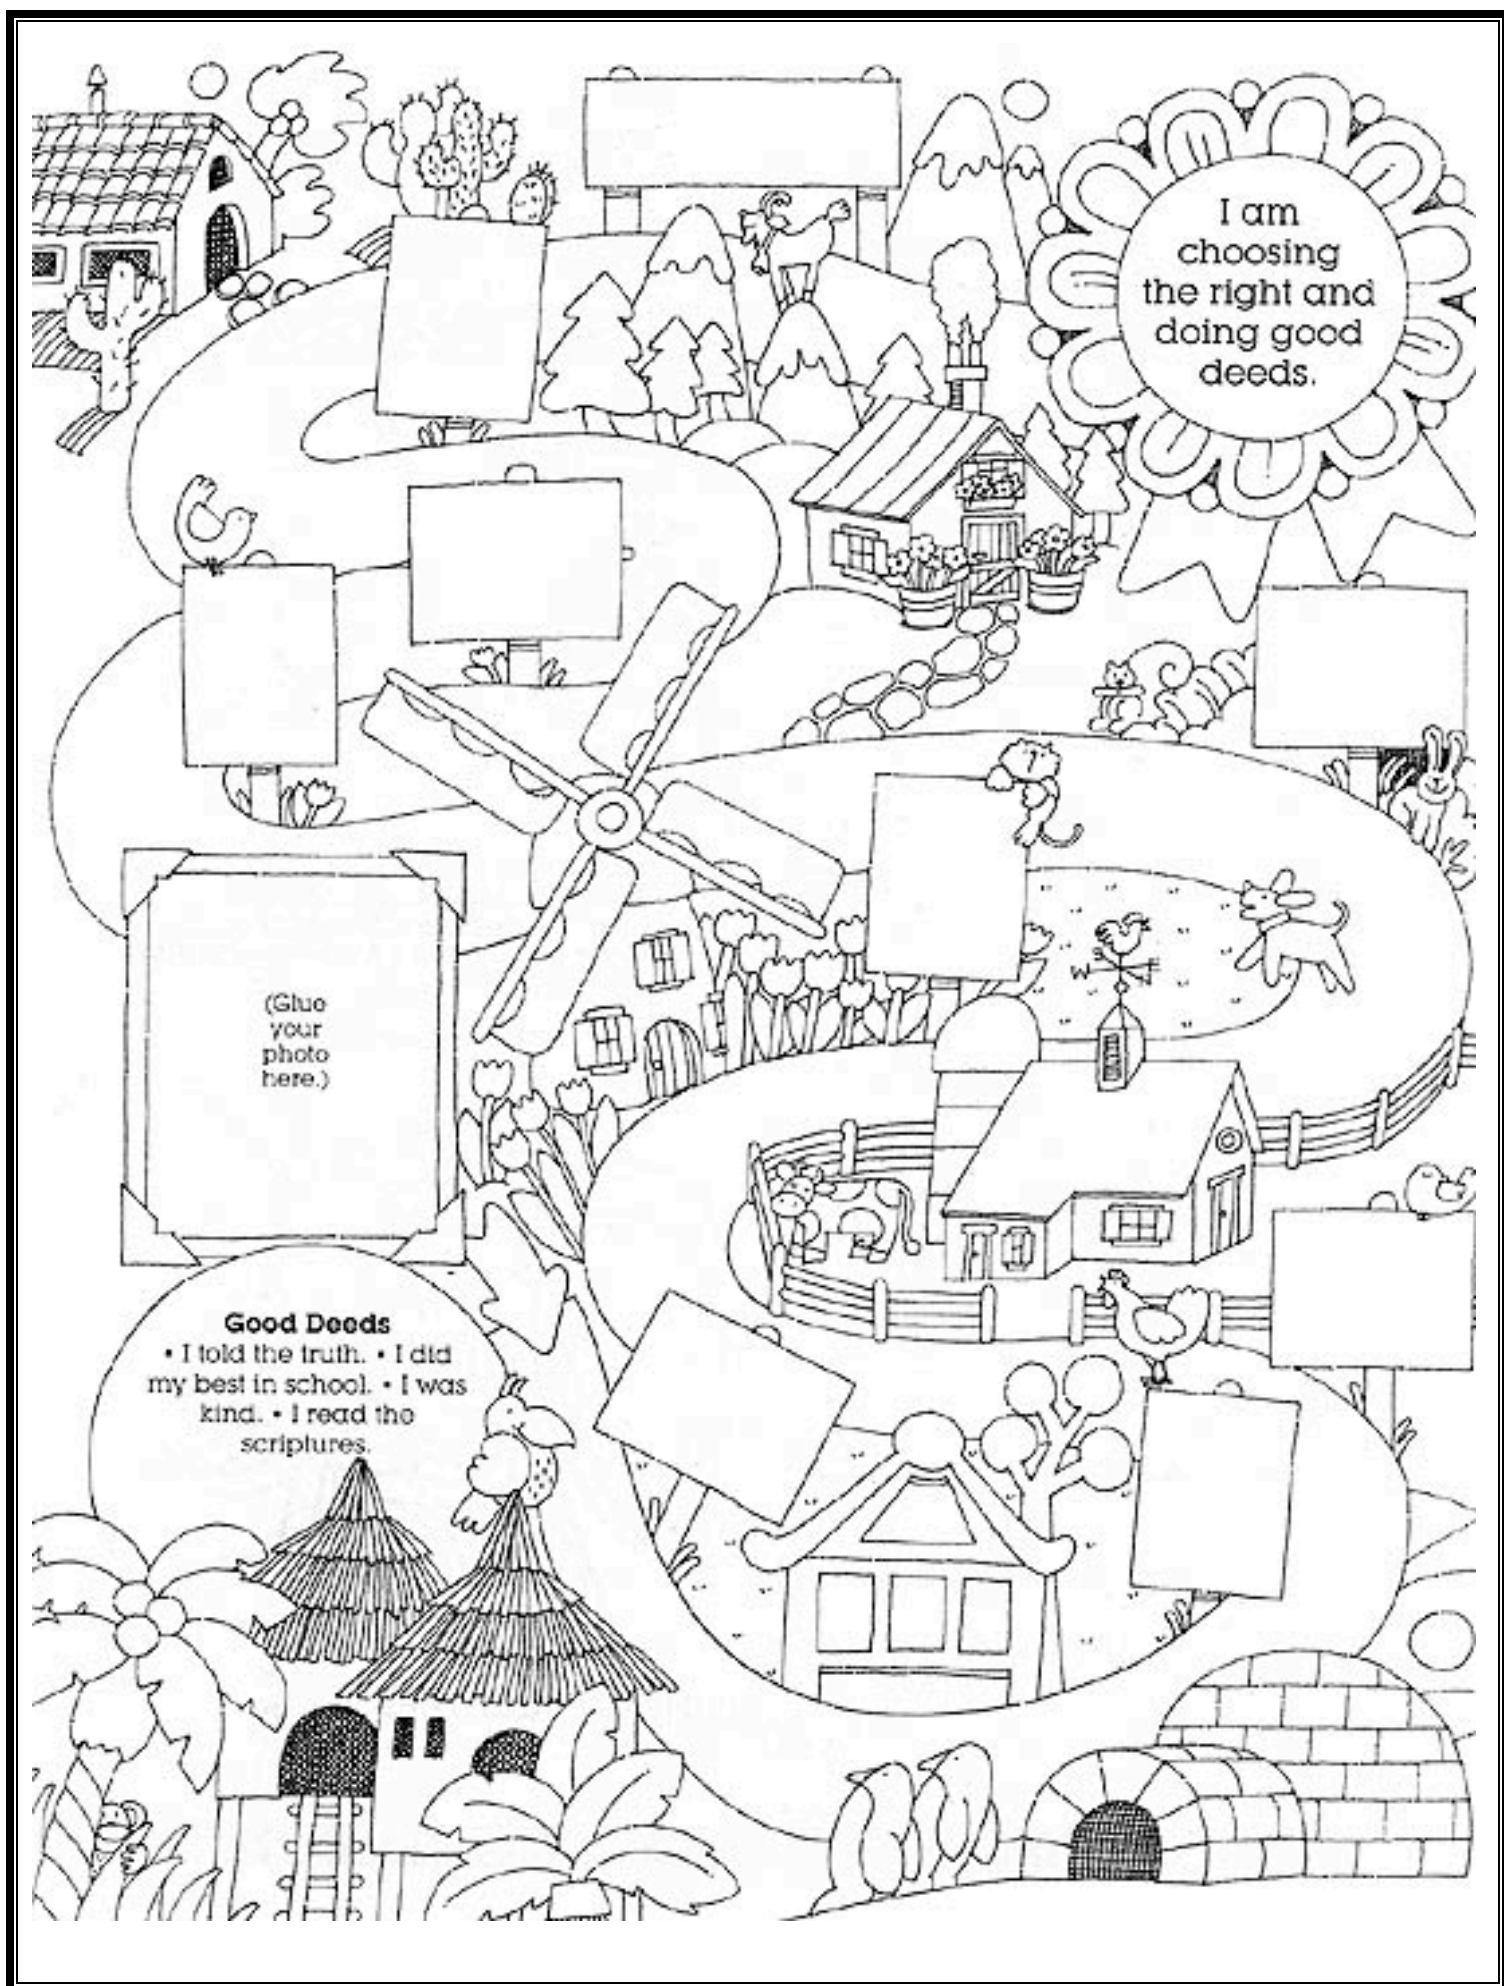 I am
choosing
the right and
doing good
deeds.
W
(Glue
your
photo
here.)
Good Deeds
• I told the truth. • I did
my best in school. • I was
kind. • I read the
scriptures.